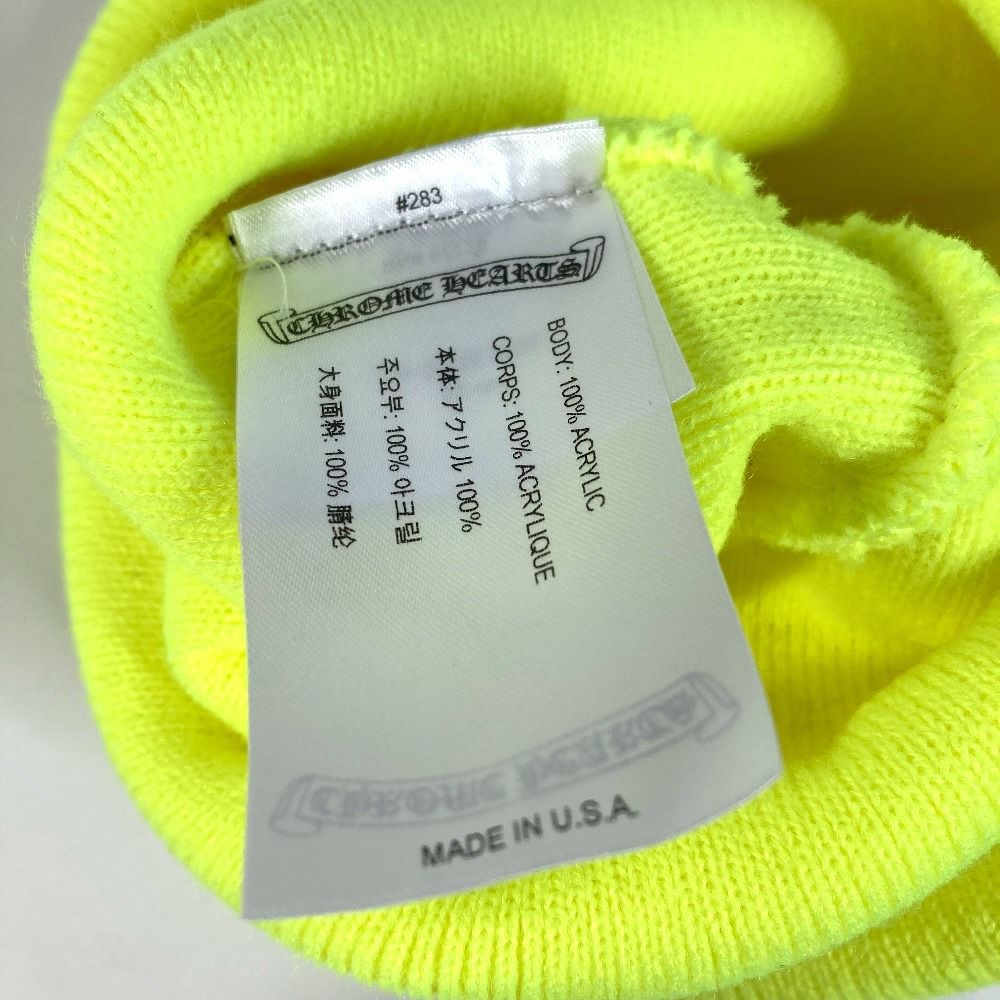 #283
CHROME HEARTS
BODY: 100% ACRYLIC
CORPS: 100% ACRYLIQUE
本体: アクリル 100%
주요부: 100% 아크릴
大身面料: 100% 腈纶
CHROME HEARTS
MADE IN U.S.A.